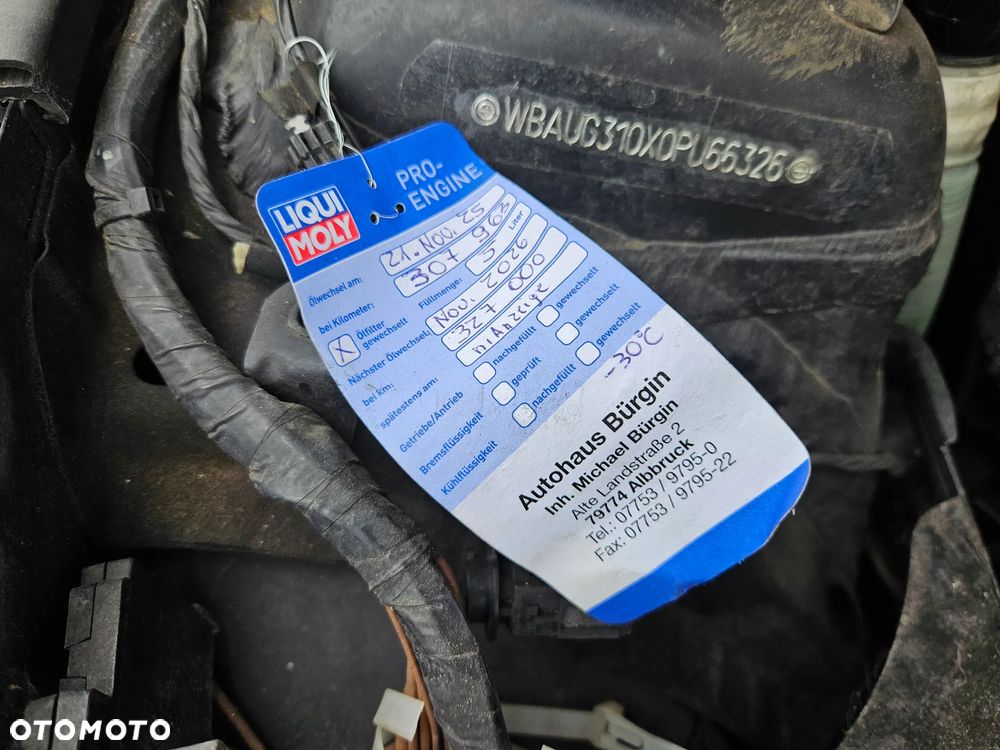 WBAUG310X0PU66326
LIQUI MOLY
PRO-ENGINE
Ölwechsel am: 21. Nov. 25
bei Kilometer: 307 963
Ölfilter gewechselt X Füllmenge: 5 Liter
Nächster Ölwechsel: Nov. 2026
bei km: 327 000
spätestens am: n. Anzeige
Getriebe/Antrieb nachgefüllt gewechselt
Bremsflüssigkeit geprüft gewechselt
Kühlflüssigkeit nachgefüllt gewechselt
-30°C
Autohaus Bürgin
Inh. Michael Bürgin
Alte Landstraße 2
79774 Albbruck
Tel.: 07753 / 9795-0
Fax: 07753 / 9795-22
OTOMOTO